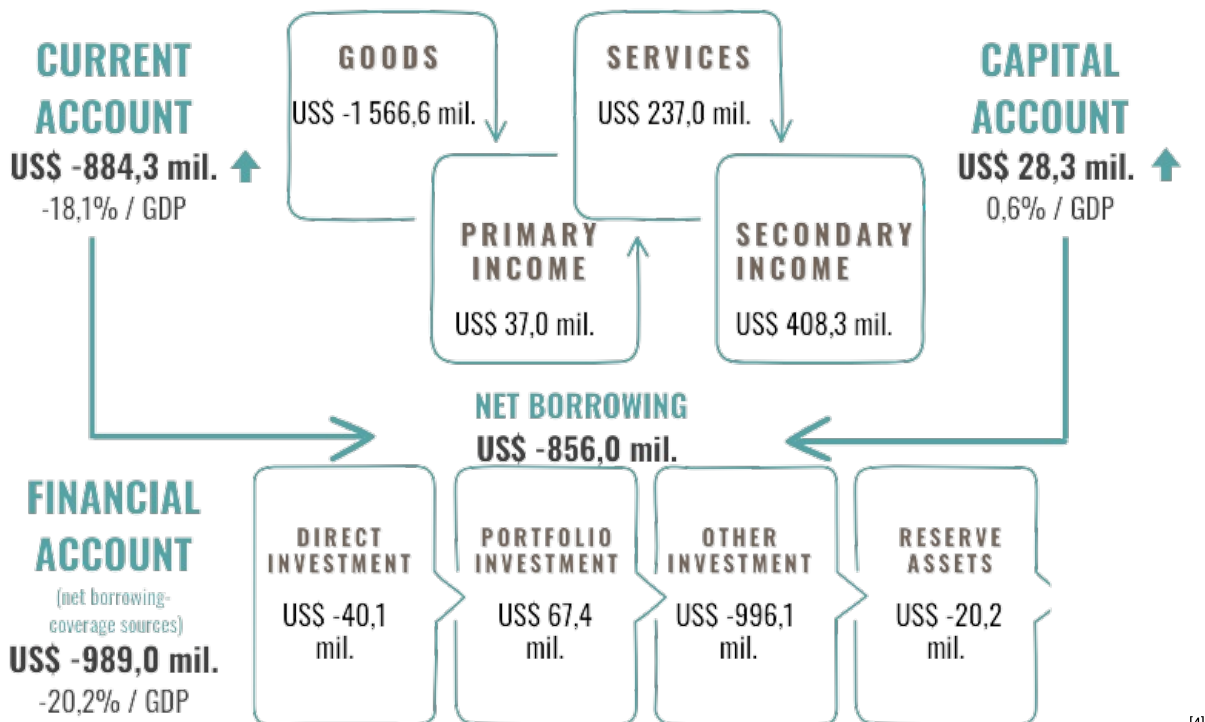 CURRENT
ACCOUNT
US$ -884,3 mil.
-18,1% / GDP
GOODS
US$ -1 566,6 mil.
SERVICES
US$ 237,0 mil.
PRIMARY
INCOME
US$ 37,0 mil.
SECONDARY
INCOME
US$ 408,3 mil.
CAPITAL
ACCOUNT
US$ 28,3 mil.
0,6% / GDP
NET BORROWING
US$ -856,0 mil.
FINANCIAL
ACCOUNT
(net borrowing-
coverage sources)
US$ -989,0 mil.
-20,2% / GDP
DIRECT
INVESTMENT
US$ -40,1
mil.
PORTFOLIO
INVESTMENT
US$ 67,4
mil.
OTHER
INVESTMENT
US$ -996,1
mil.
RESERVE
ASSETS
US$ -20,2
mil.
[4]